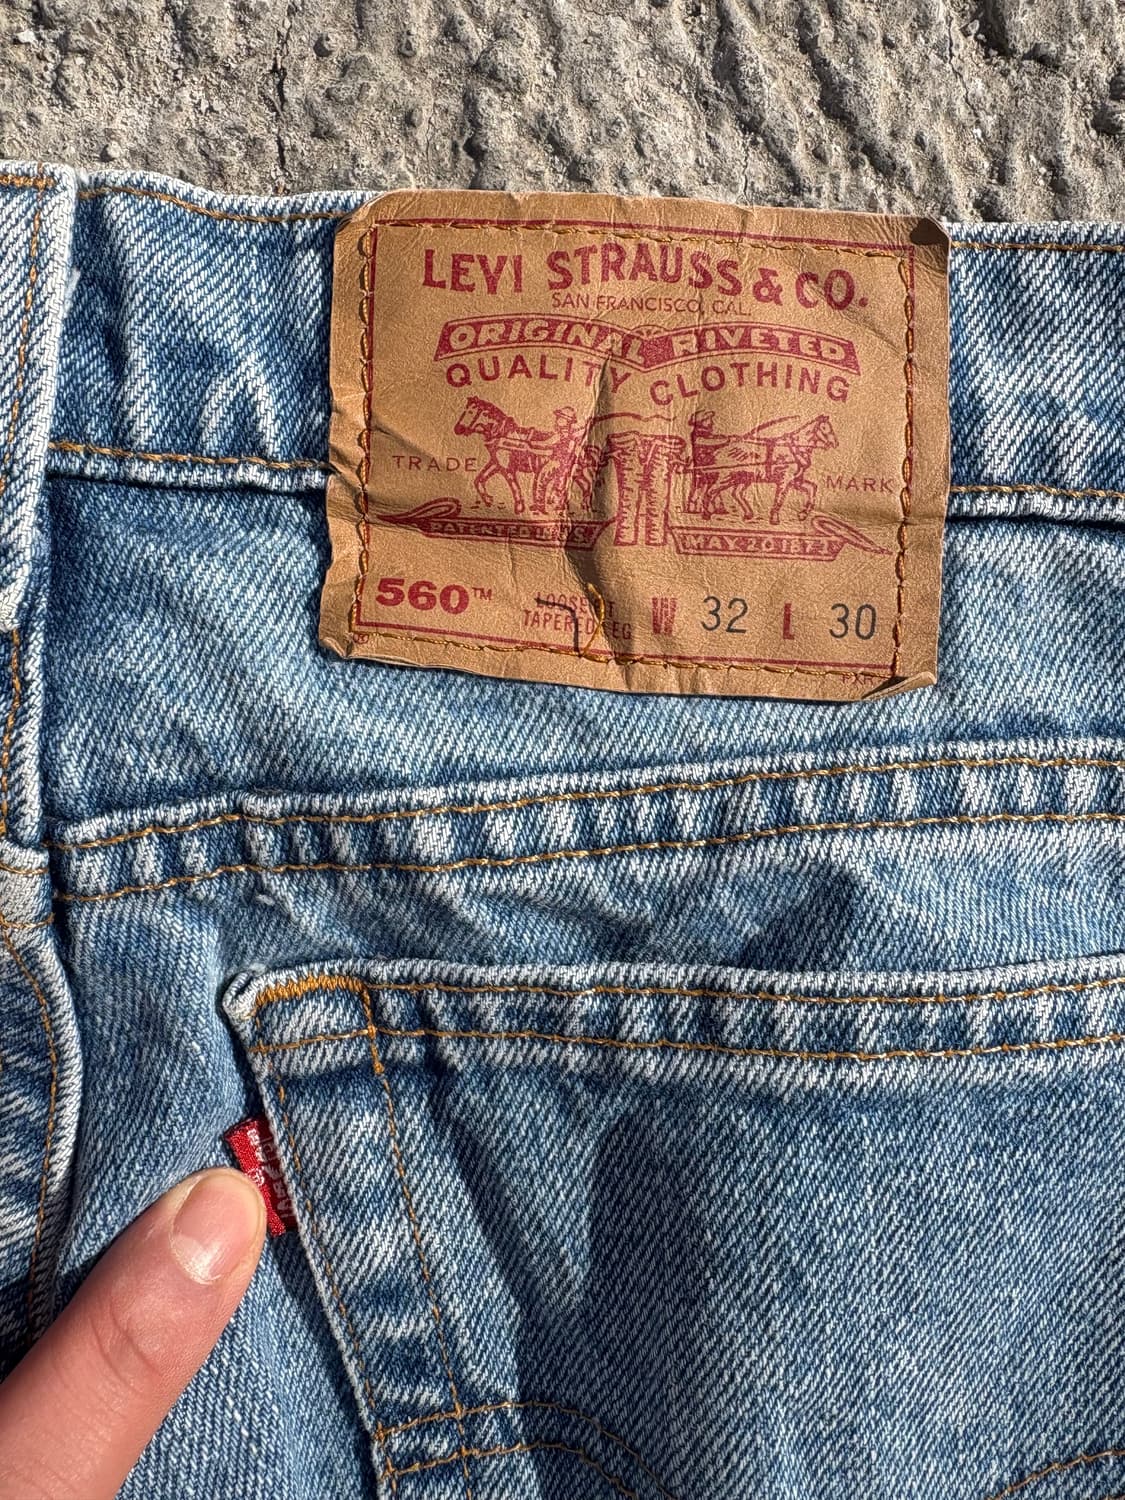 LEVI STRAUSS & CO.
SAN FRANCISCO, CAL.
ORIGINAL RIVETED
QUALITY CLOTHING
TRADE MARK
PATENTED IN U.S. MAY 20 1873
560™ LOOSE FIT
TAPERED LEG W 32 L 30
®